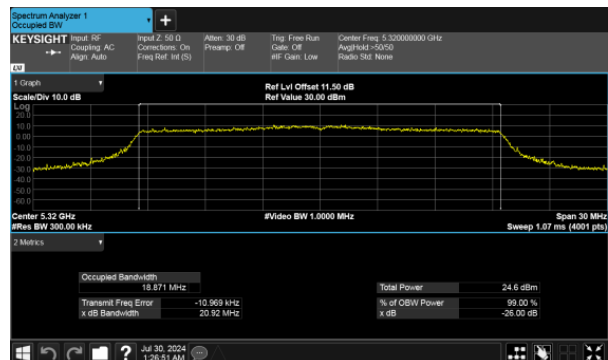 Spectrum Analyzer 1
Occupied BW
KEYSIGHT
Input: RF
Coupling: AC
Align: Auto
Input Z: 50 Ω
Corrections: On
Freq Ref: Int (S)
Atten: 30 dB
Preamp: Off
Trig: Free Run
Gate: Off
#IF Gain: Low
Center Freq: 5.320000000 GHz
Avg|Hold:>50/50
Radio Std: None
LXI
1 Graph
Scale/Div 10.0 dB
Ref Lvl Offset 11.50 dB
Ref Value 30.00 dBm
Log
20.0
10.0
0.00
-10.0
-20.0
-30.0
-40.0
-50.0
-60.0
Center 5.32 GHz
#Res BW 300.00 kHz
#Video BW 1.0000 MHz
Span 30 MHz
Sweep 1.07 ms (4001 pts)
2 Metrics
Occupied Bandwidth
18.871 MHz
Transmit Freq Error -10.969 kHz
x dB Bandwidth 20.92 MHz
Total Power 24.6 dBm
% of OBW Power 99.00 %
x dB -26.00 dB
Jul 30, 2024
1:26:51 AM